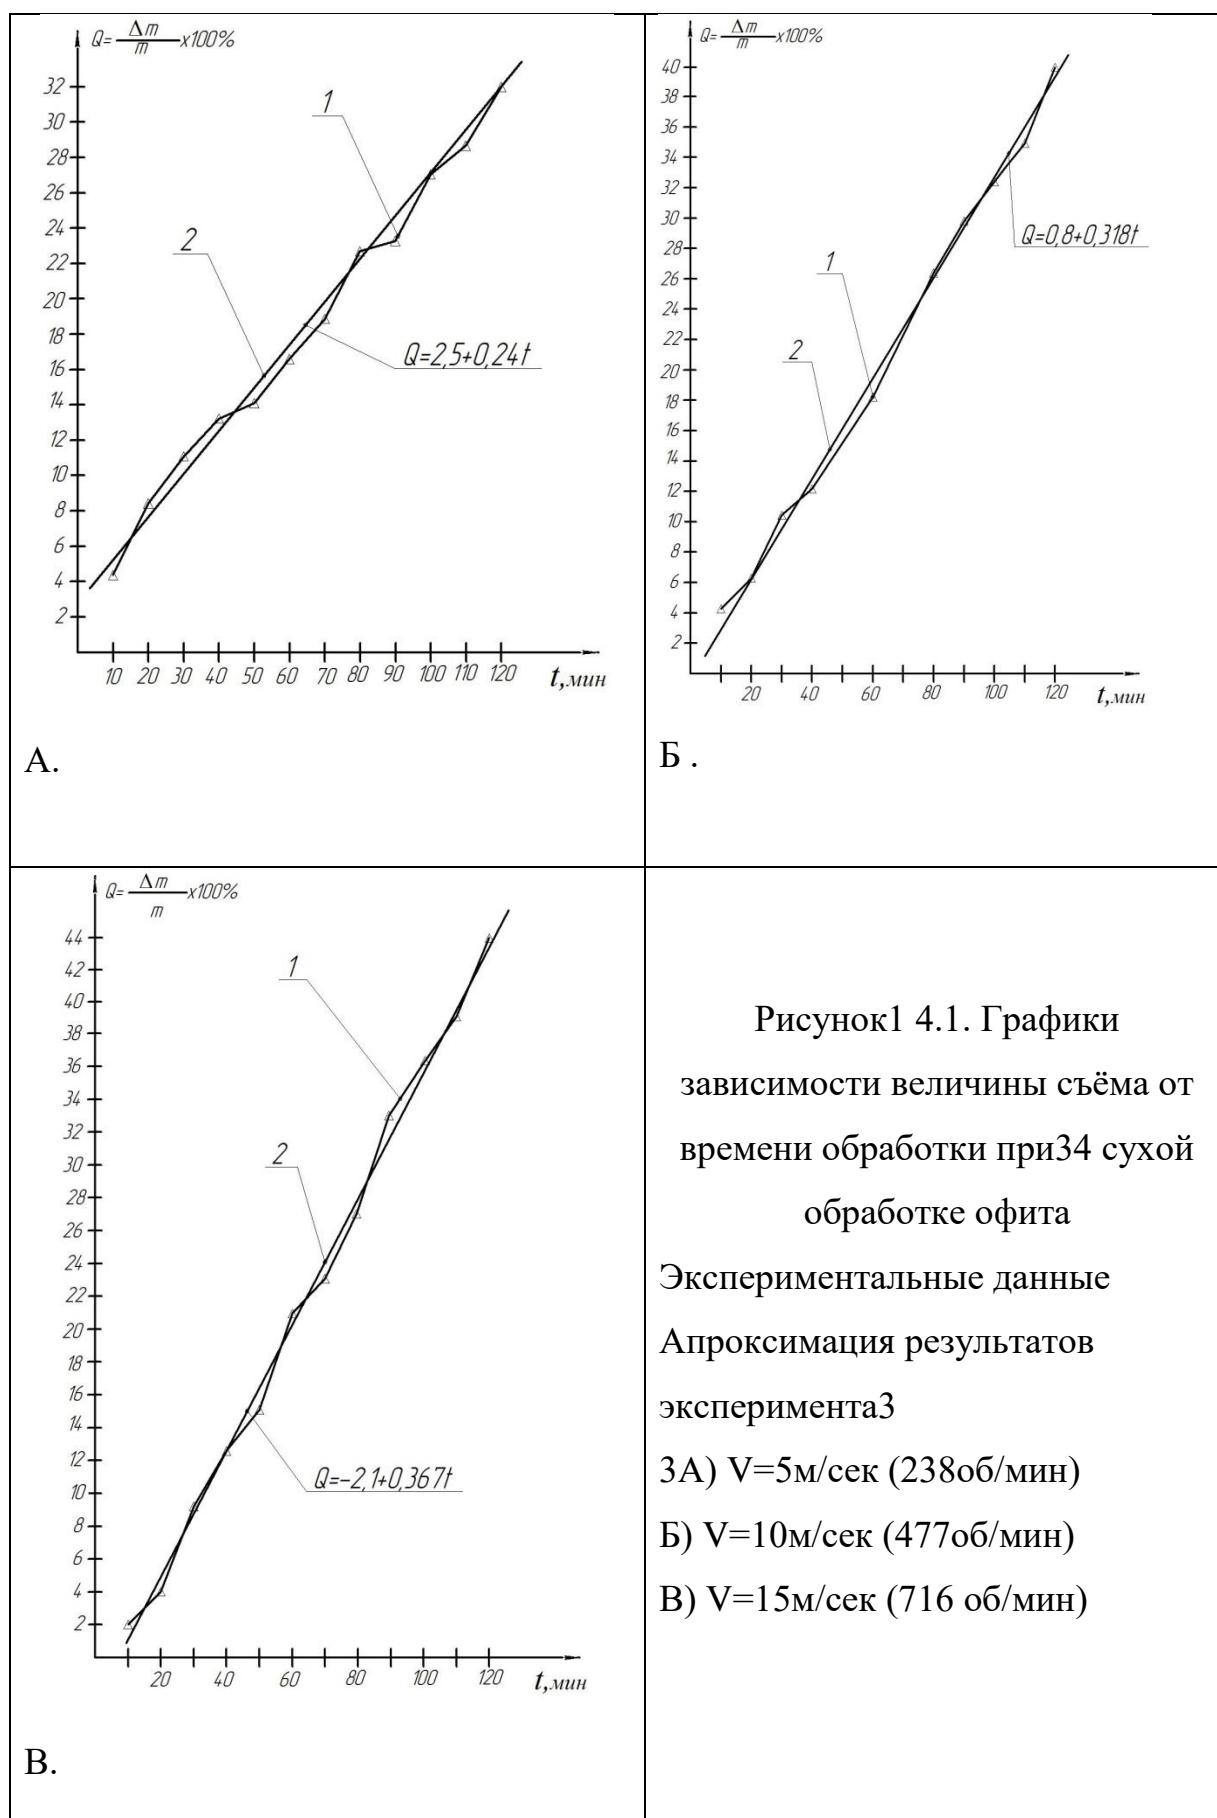 Q= Δm/m x100%
32
30
28
26
24
22
20
18
16
14
12
10
8
6
4
2
1
2
Q=2,5+0,24t
10 20 30 40 50 60 70 80 90 100 110 120 t,мин
А.
Q= Δm/m x100%
40
38
36
34
32
30
28
26
24
22
20
18
16
14
12
10
8
6
4
2
Q=0,8+0,318t
1
2
20 40 60 80 100 120
t,мин
Б .
Q= Δm/m x100%
44
42
40
38
36
34
32
30
28
26
24
22
20
18
16
14
12
10
8
6
4
2
1
2
Q=–2,1+0,367t
20 40 60 80 100 120 t,мин
В.
Рисунок1 4.1. Графики
зависимости величины съёма от
времени обработки при34 сухой
обработке офита
Экспериментальные данные
Апроксимация результатов
эксперимента3
3А) V=5м/сек (238об/мин)
Б) V=10м/сек (477об/мин)
В) V=15м/сек (716 об/мин)